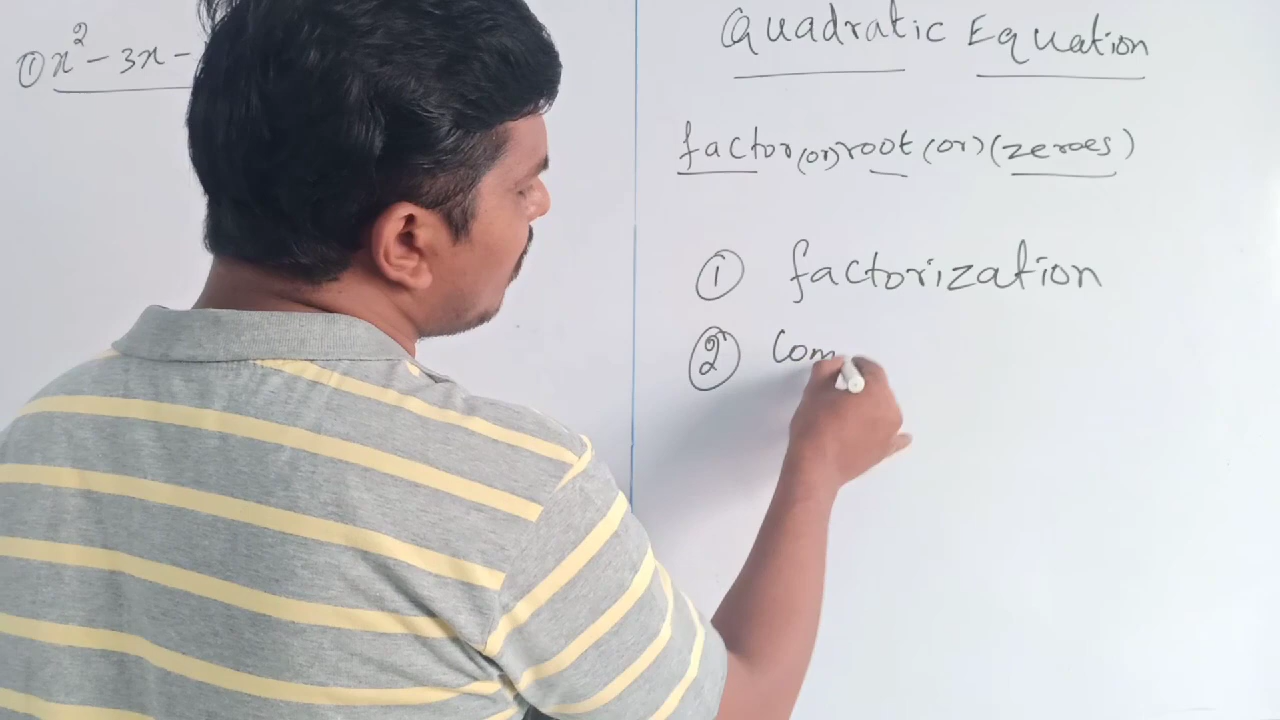 ① x² - 3x -
Quadratic Equation
factor (or) root (or) (zeroes)
① factorization
② Com